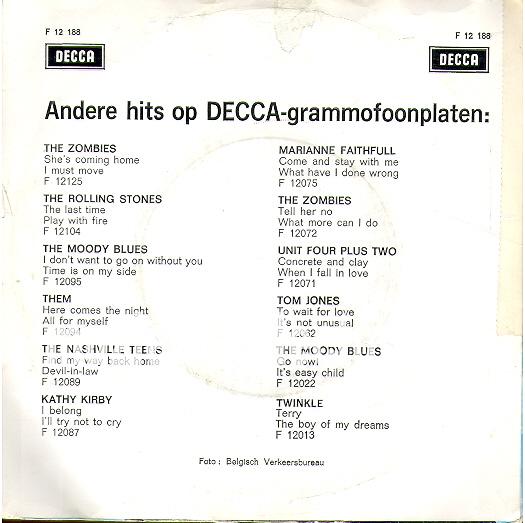 F 12 188
DECCA
F 12 188
DECCA
Andere hits op DECCA-grammofoonplaten:
THE ZOMBIES
She's coming home
I must move
F 12125
THE ROLLING STONES
The last time
Play with fire
F 12104
THE MOODY BLUES
I don't want to go on without you
Time is on my side
F 12095
THEM
Here comes the night
All for myself
F 12094
THE NASHVILLE TEENS
Find my way back home
Devil-in-law
F 12089
KATHY KIRBY
I belong
I'll try not to cry
F 12087
MARIANNE FAITHFULL
Come and stay with me
What have I done wrong
F 12075
THE ZOMBIES
Tell her no
What more can I do
F 12072
UNIT FOUR PLUS TWO
Concrete and clay
When I fall in love
F 12071
TOM JONES
To wait for love
It's not unusual
F 12062
THE MOODY BLUES
Go now!
It's easy child
F 12022
TWINKLE
Terry
The boy of my dreams
F 12013
Foto : Belgisch Verkeersbureau